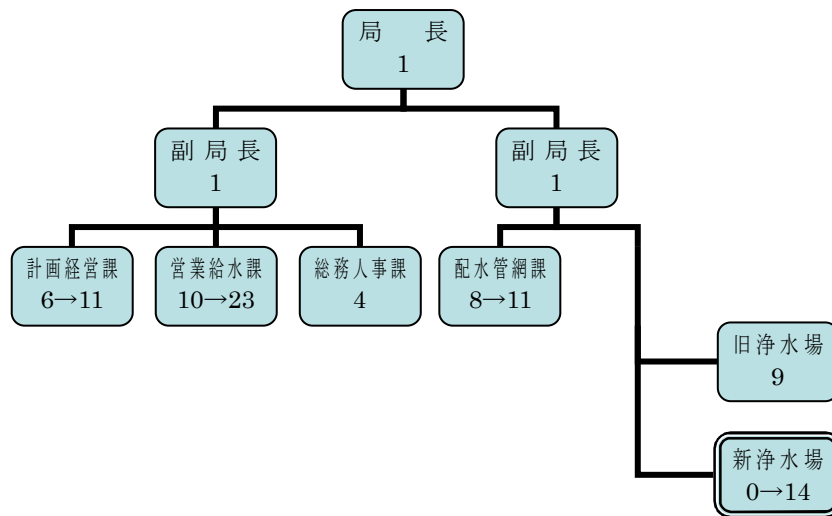 局長
1
副局長
1
副局長
1
計画経営課
6→11
営業給水課
10→23
総務人事課
4
配水管網課
8→11
旧浄水場
9
新浄水場
0→14